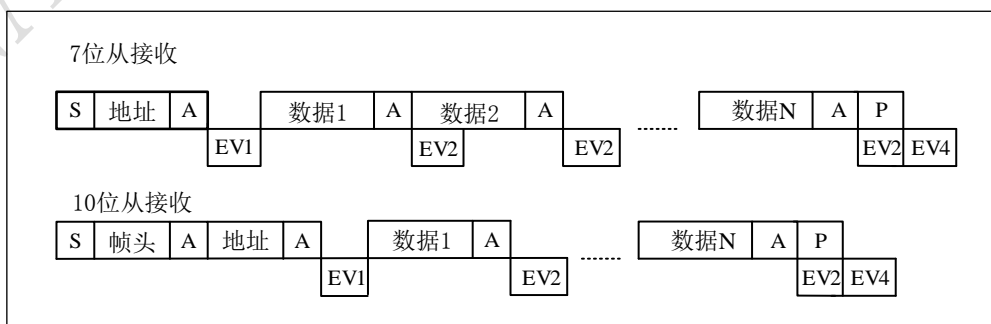 7位从接收
S 地址 A 数据1 A 数据2 A 数据N A P
EV1 EV2 EV2 EV2 EV4
10位从接收
S 帧头 A 地址 A 数据1 A 数据N A P
EV1 EV2 EV2 EV4